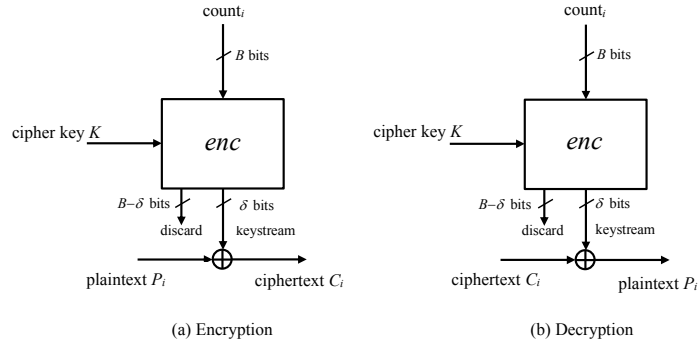 count_i
B bits
cipher key K
enc
B−δ bits
δ bits
discard
keystream
plaintext P_i
ciphertext C_i
(a) Encryption
count_i
B bits
cipher key K
enc
B−δ bits
δ bits
discard
keystream
ciphertext C_i
plaintext P_i
(b) Decryption